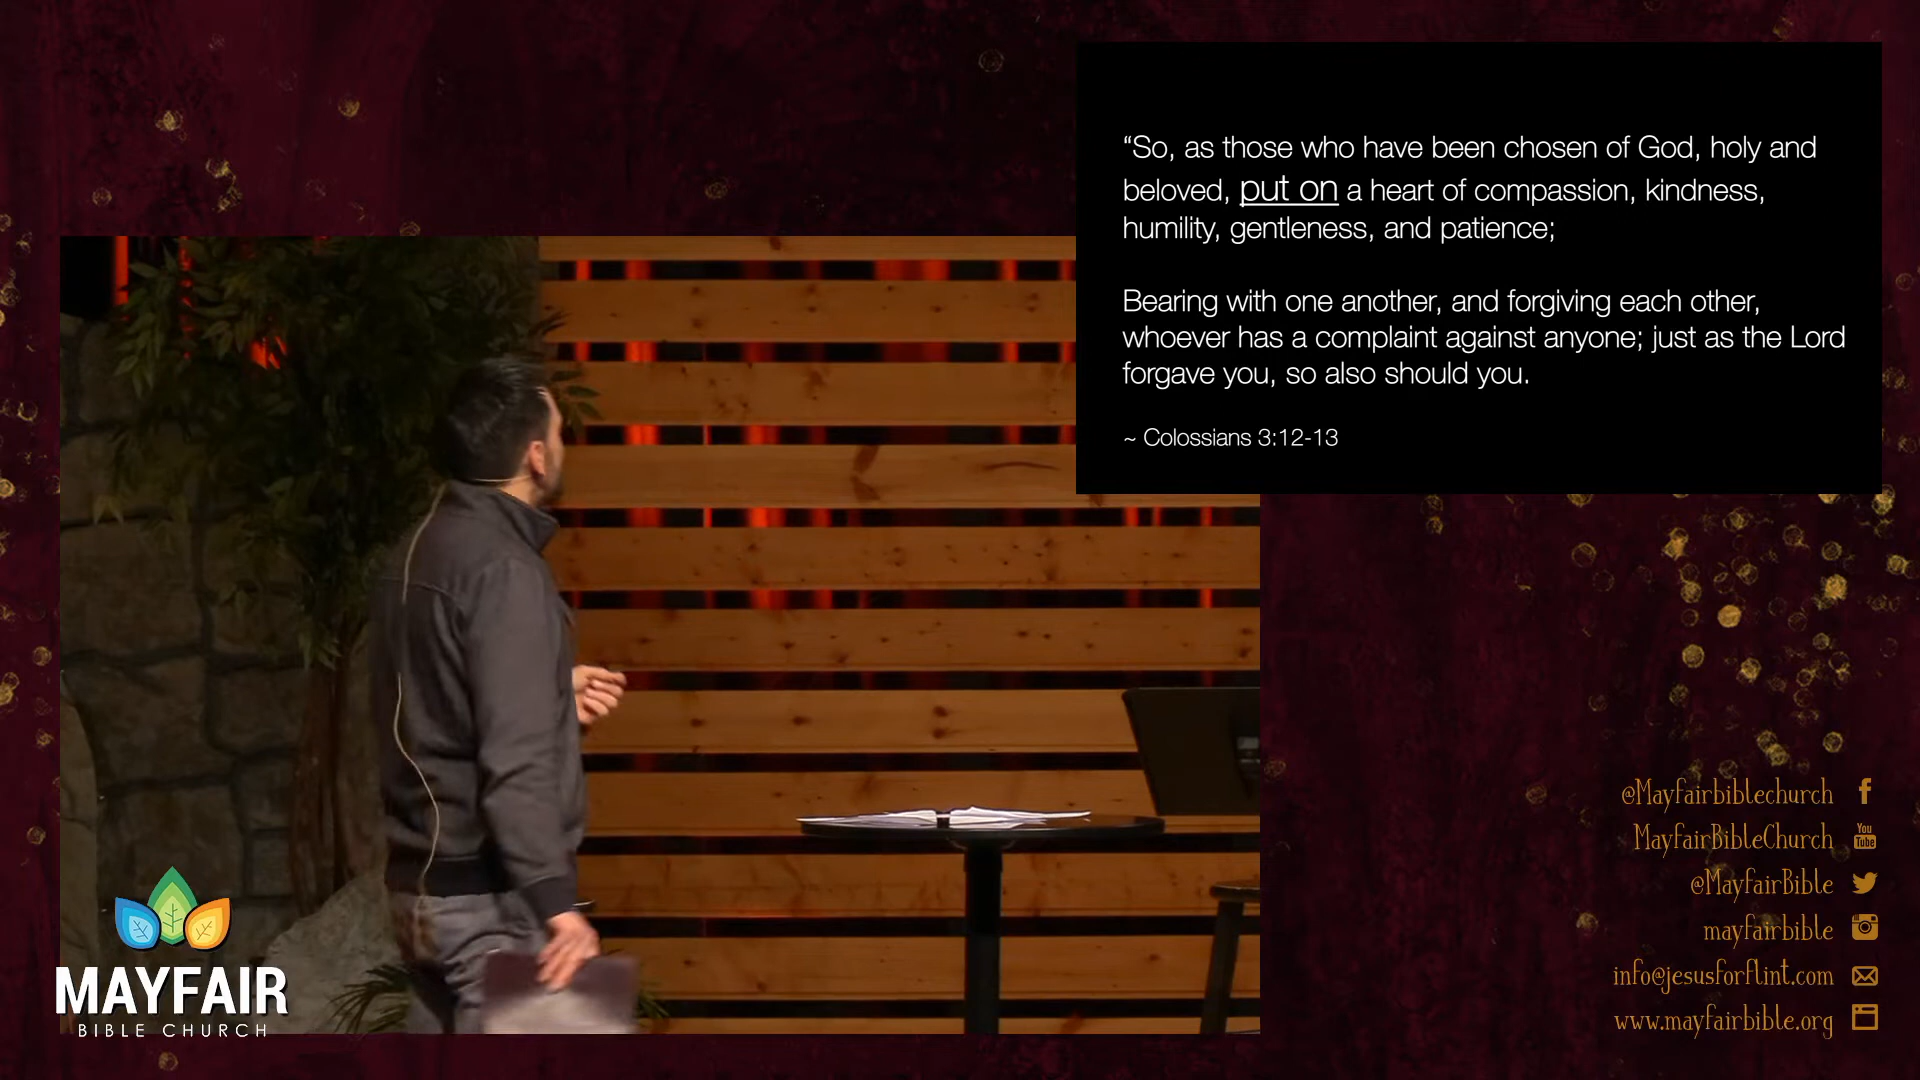 “So, as those who have been chosen of God, holy and
beloved, put on a heart of compassion, kindness,
humility, gentleness, and patience;
Bearing with one another, and forgiving each other,
whoever has a complaint against anyone; just as the Lord
forgave you, so also should you.
~ Colossians 3:12-13
@Mayfairbiblechurch
MayfairBibleChurch
You
Tube
@MayfairBible
mayfairbible
info@jesusforflint.com
www.mayfairbible.org
MAYFAIR
BIBLE CHURCH